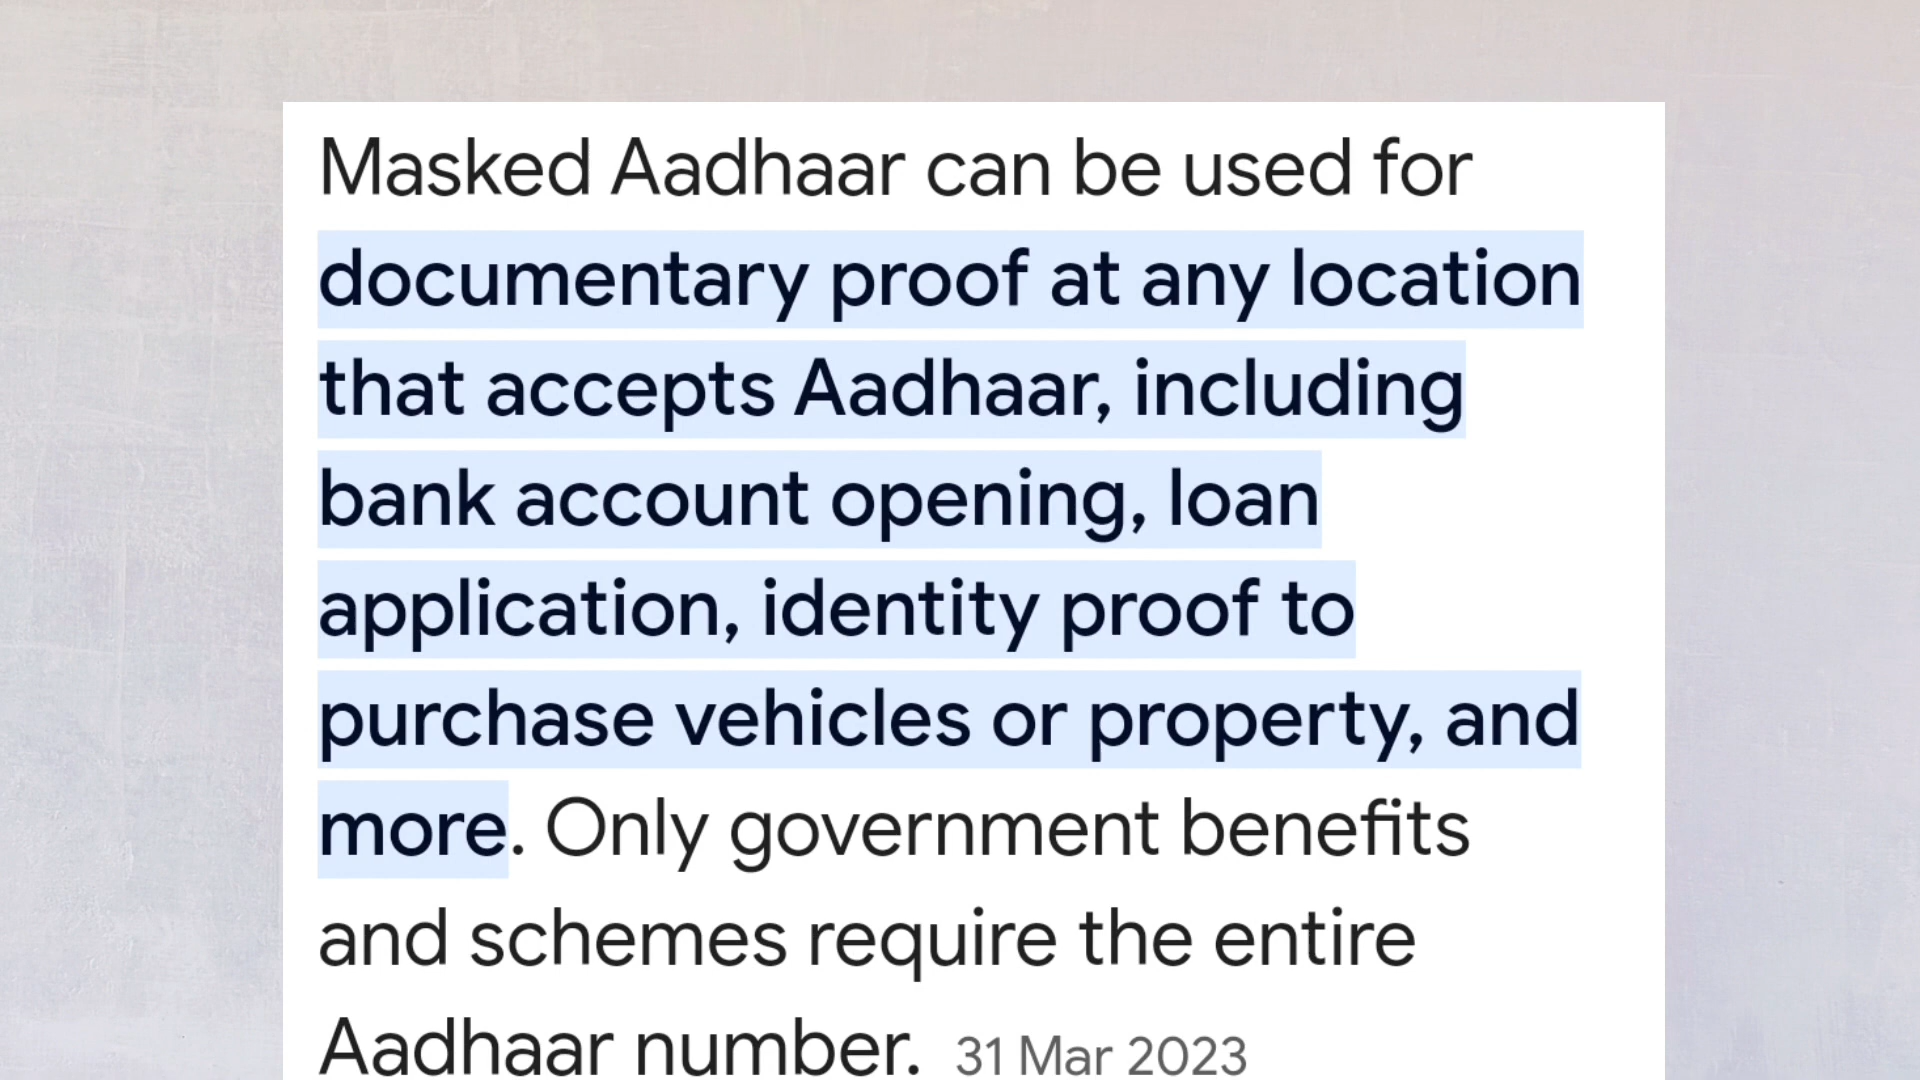 Masked Aadhaar can be used for
documentary proof at any location
that accepts Aadhaar, including
bank account opening, loan
application, identity proof to
purchase vehicles or property, and
more. Only government benefits
and schemes require the entire
Aadhaar number. 31 Mar 2023